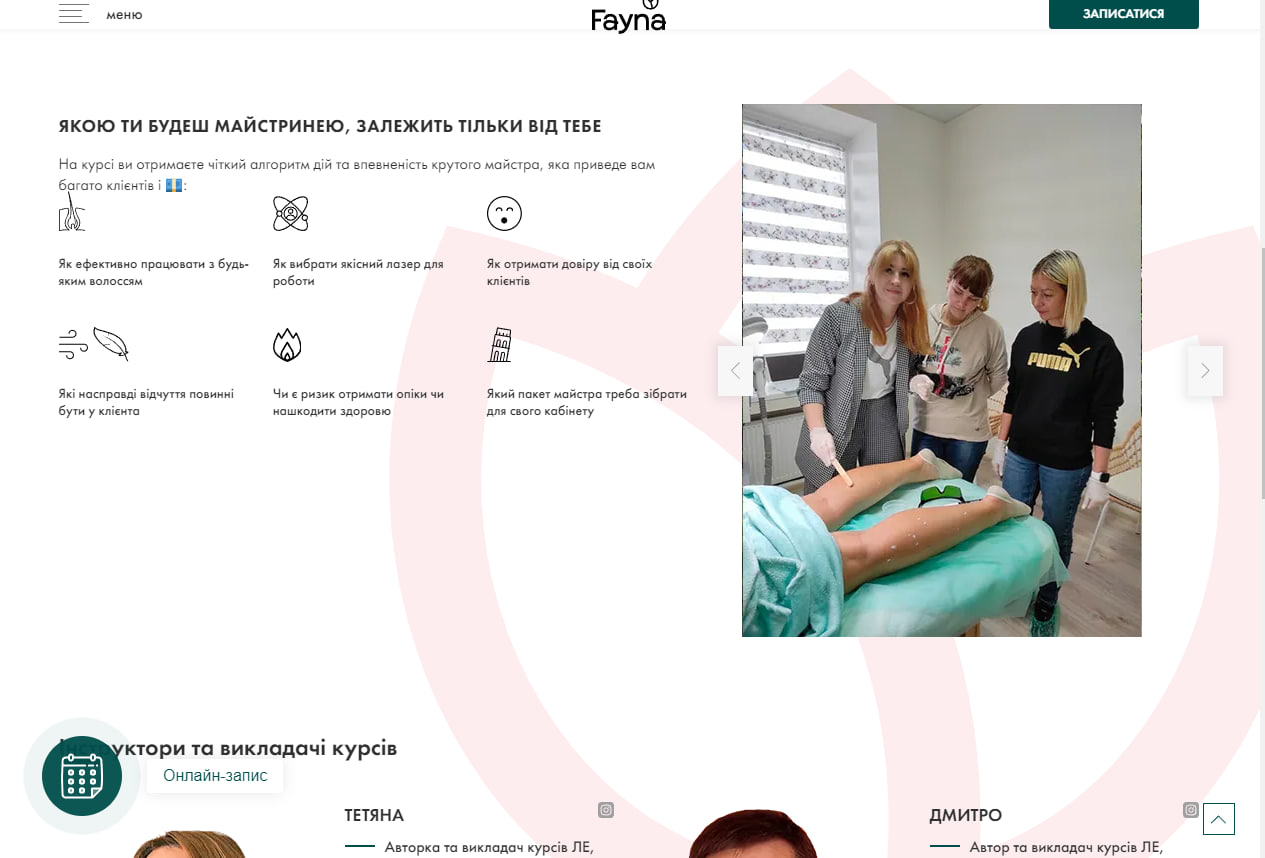 меню
Fayna
ЗАПИСАТИСЯ
ЯКОЮ ТИ БУДЕШ МАЙСТРИНЕЮ, ЗАЛЕЖИТЬ ТІЛЬКИ ВІД ТЕБЕ
На курсі ви отримаєте чіткий алгоритм дій та впевненість крутого майстра, яка приведе вам
багато клієнтів і 💶:
Як ефективно працювати з будь-
яким волоссям
Як вибрати якісний лазер для
роботи
Як отримати довіру від своїх
клієнтів
Які насправді відчуття повинні
бути у клієнта
Чи є ризик отримати опіки чи
нашкодити здоровю
Який пакет майстра треба зібрати
для свого кабінету
PUMA
Інструктори та викладачі курсів
Онлайн-запис
ТЕТЯНА
Авторка та викладач курсів ЛЕ,
ДМИТРО
Автор та викладач курсів ЛЕ,